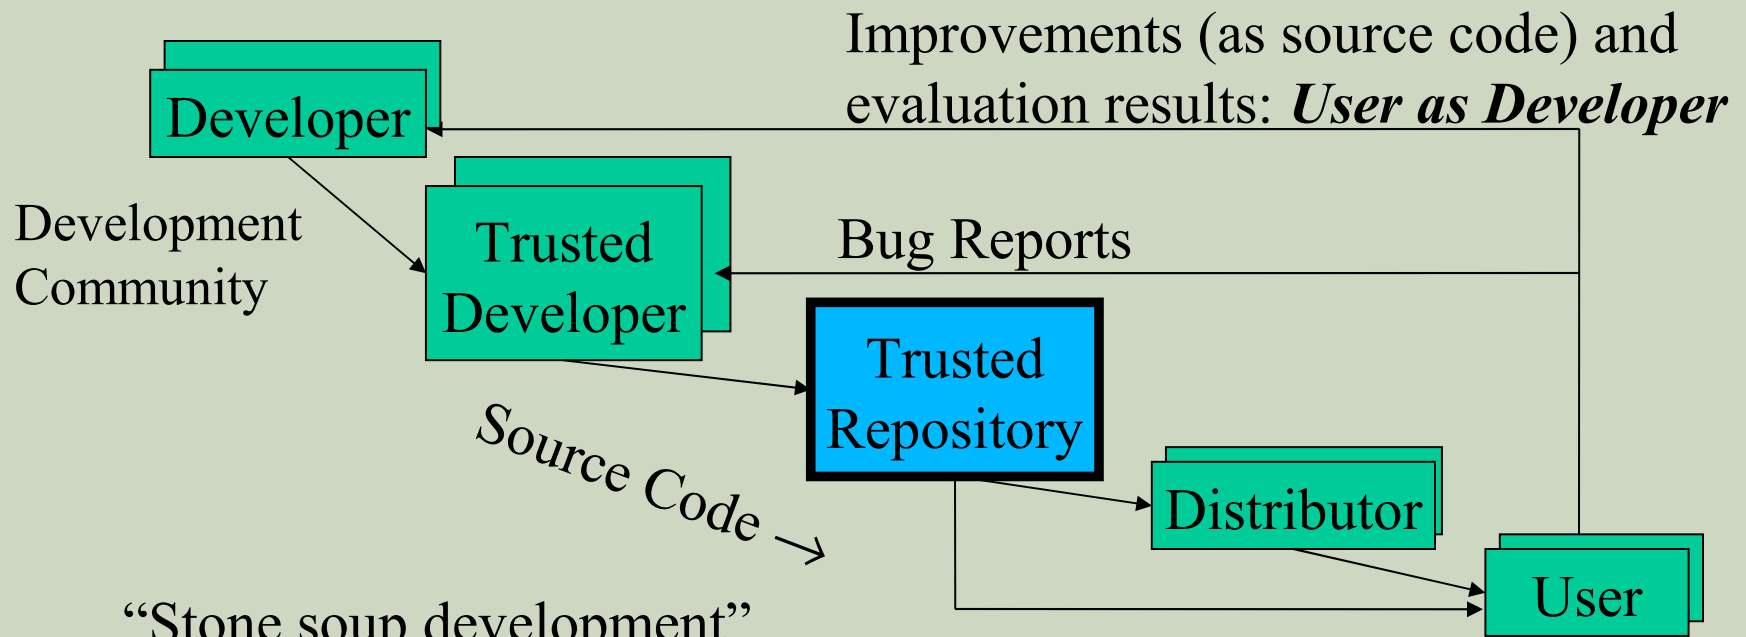 Improvements (as source code) and
evaluation results: User as Developer
Developer
Development
Community
Trusted
Developer
Bug Reports
Trusted
Repository
Source Code →
Distributor
User
“Stone soup development”